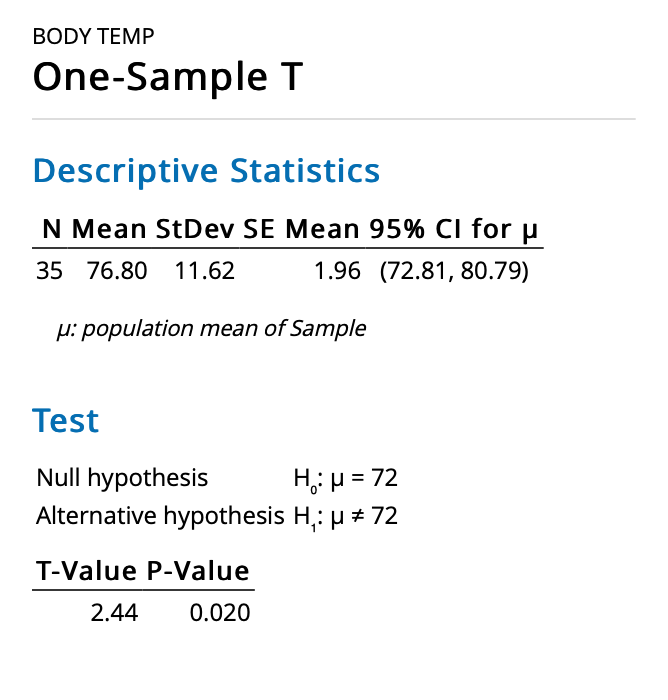 BODY TEMP
One-Sample T
Descriptive Statistics
N Mean StDev SE Mean 95% CI for μ
35 76.80 11.62 1.96 (72.81, 80.79)
μ: population mean of Sample
Test
Null hypothesis H₀: μ = 72
Alternative hypothesis H₁: μ ≠ 72
T-Value P-Value
2.44 0.020